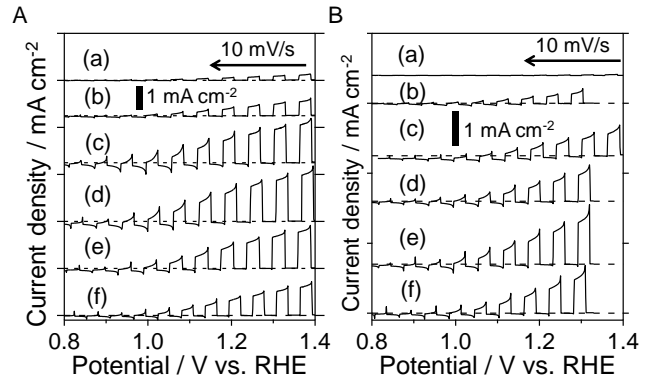 A
B
Current density / mA cm-2
10 mV/s
(a)
(b)
1 mA cm-2
(c)
(d)
(e)
(f)
0.8 1.0 1.2 1.4
Potential / V vs. RHE
Current density / mA cm-2
10 mV/s
(a)
(b)
(c)
1 mA cm-2
(d)
(e)
(f)
0.8 1.0 1.2 1.4
Potential / V vs. RHE